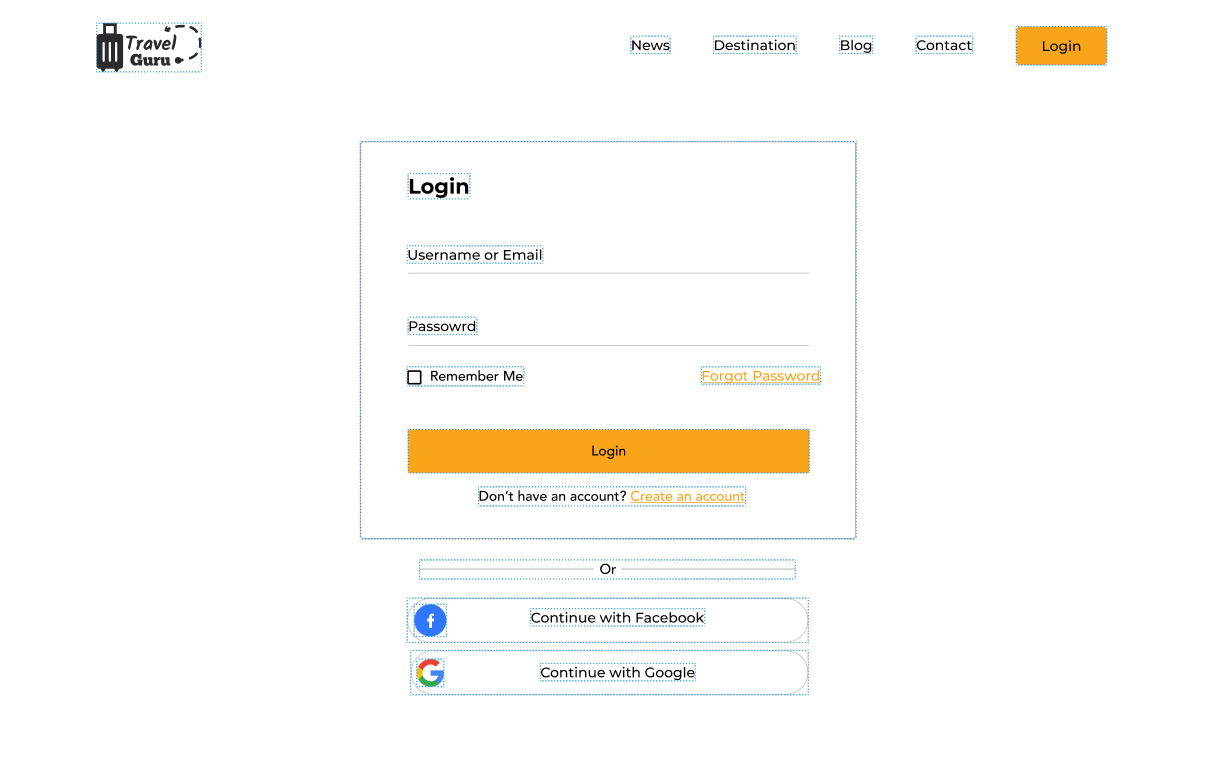 Travel
Guru
News
Destination
Blog
Contact
Login
Login
Username or Email
Passowrd
Remember Me
Forgot Password
Login
Don't have an account? Create an account
Or
Continue with Facebook
Continue with Google